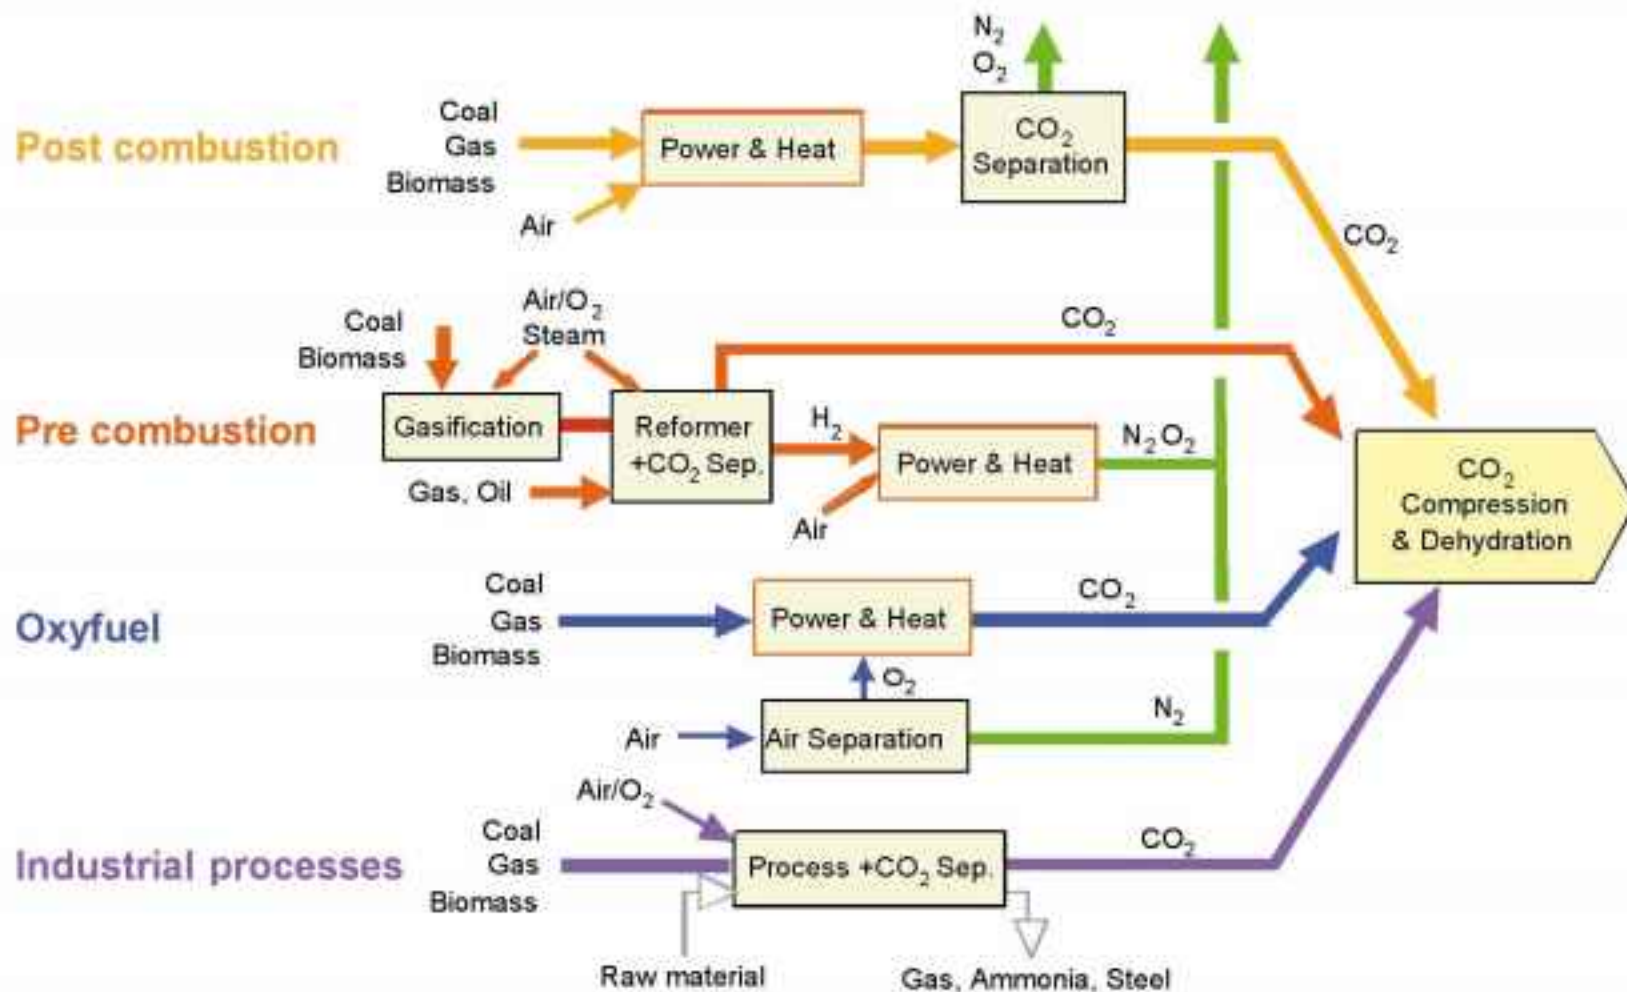 N₂
O₂
Post combustion
Coal
Gas
Biomass
Air
Power & Heat
CO₂
Separation
CO₂
Pre combustion
Coal
Biomass
Air/O₂
Steam
Gasification
Gas, Oil
Reformer
+CO₂ Sep.
H₂
Air
Power & Heat
N₂O₂
CO₂
CO₂
Compression
& Dehydration
Oxyfuel
Coal
Gas
Biomass
Power & Heat
CO₂
O₂
Air
Air Separation
N₂
Industrial processes
Air/O₂
Coal
Gas
Biomass
Process +CO₂ Sep.
CO₂
Raw material
Gas, Ammonia, Steel